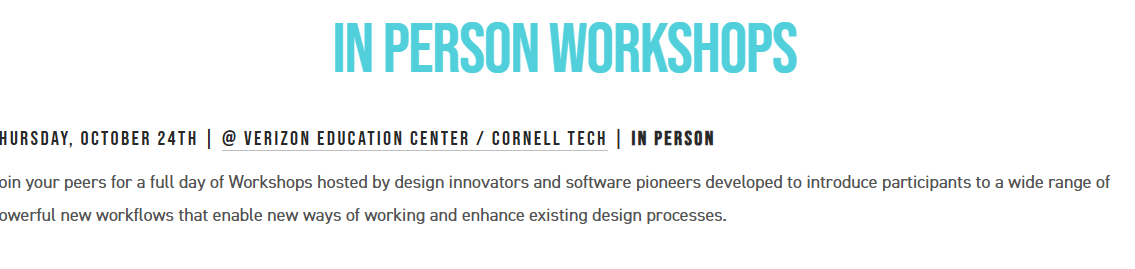 IN PERSON WORKSHOPS
HURSDAY, OCTOBER 24TH | @ VERIZON EDUCATION CENTER / CORNELL TECH | IN PERSON
oin your peers for a full day of Workshops hosted by design innovators and software pioneers developed to introduce participants to a wide range of
owerful new workflows that enable new ways of working and enhance existing design processes.